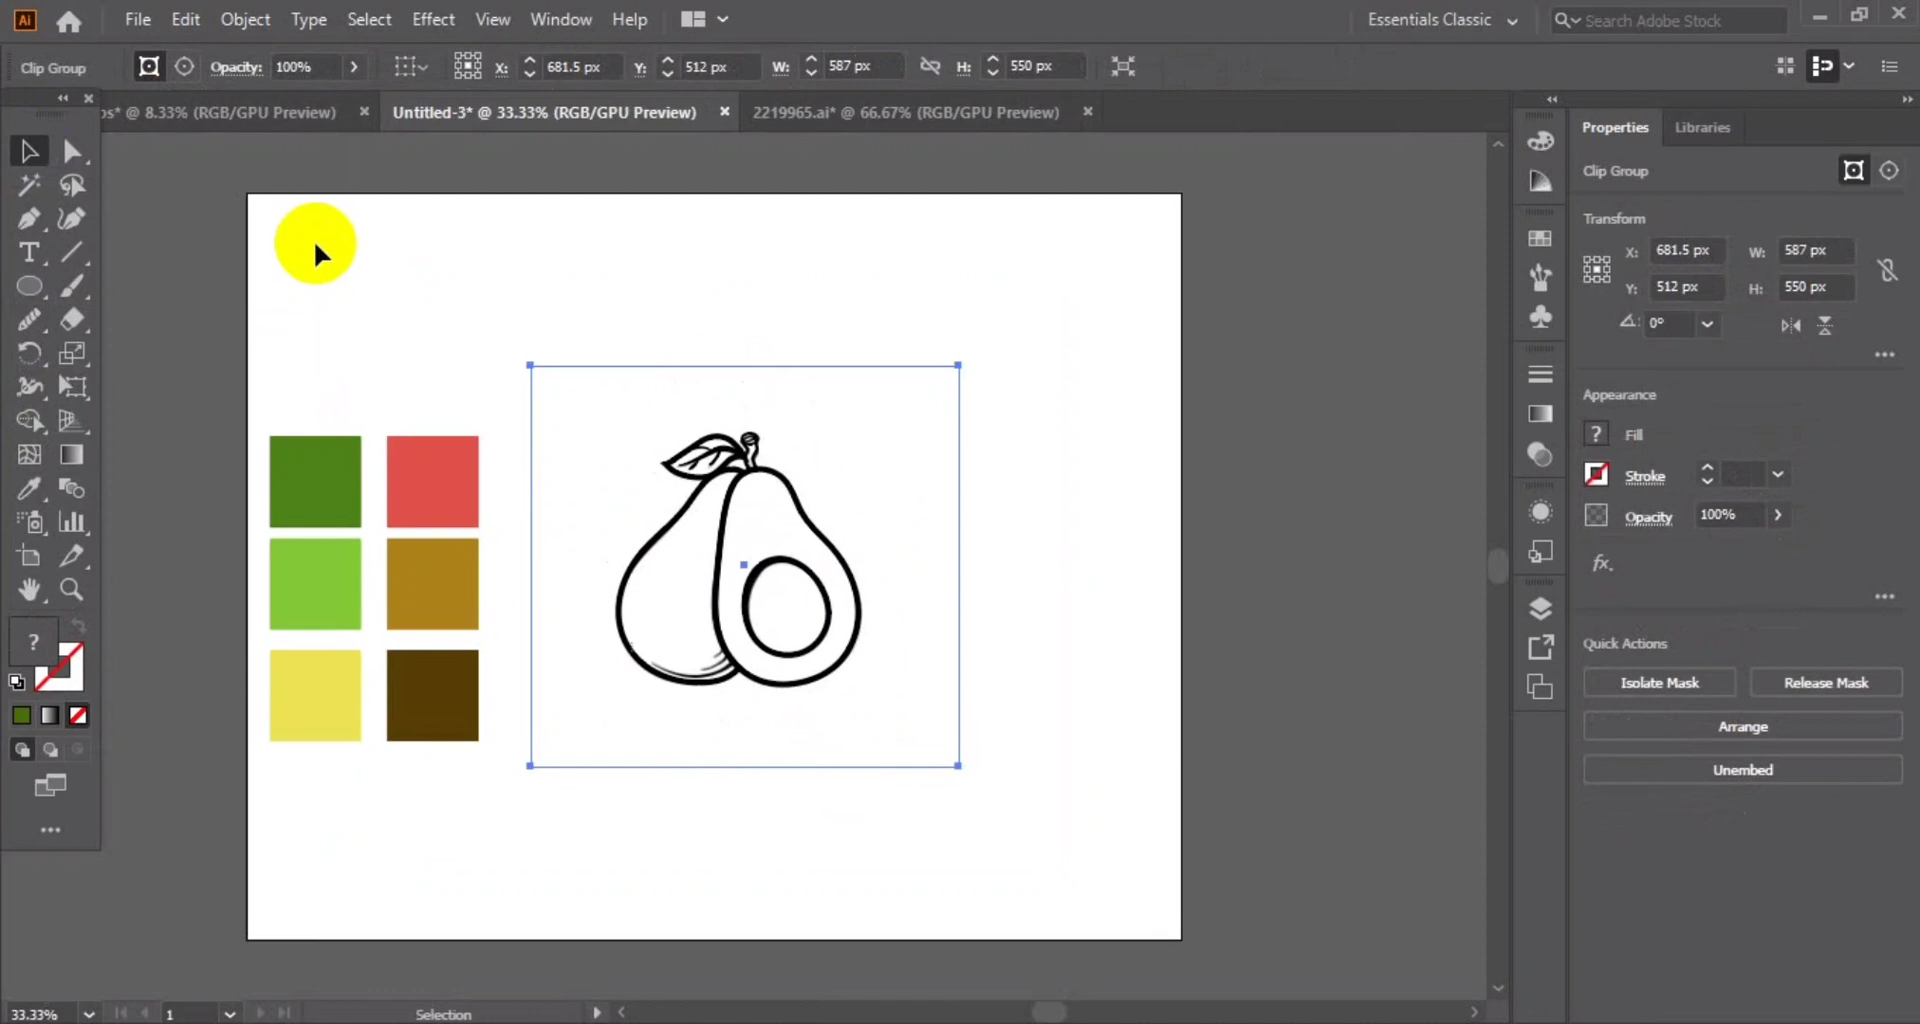 Ai File Edit Object Type Select Effect View Window Help Essentials Classic Search Adobe Stock
Clip Group Opacity: 100% X: 681.5 px Y: 512 px W: 587 px H: 550 px
ps* @ 8.33% (RGB/GPU Preview) Untitled-3* @ 33.33% (RGB/GPU Preview) 2219965.ai* @ 66.67% (RGB/GPU Preview)
Properties Libraries
Clip Group
Transform
X: 681.5 px W: 587 px
Y: 512 px H: 550 px
0°
Appearance
? Fill
Stroke
Opacity 100%
fx.
Quick Actions
Isolate Mask Release Mask
Arrange
Unembed
T
?
33.33% 1 Selection